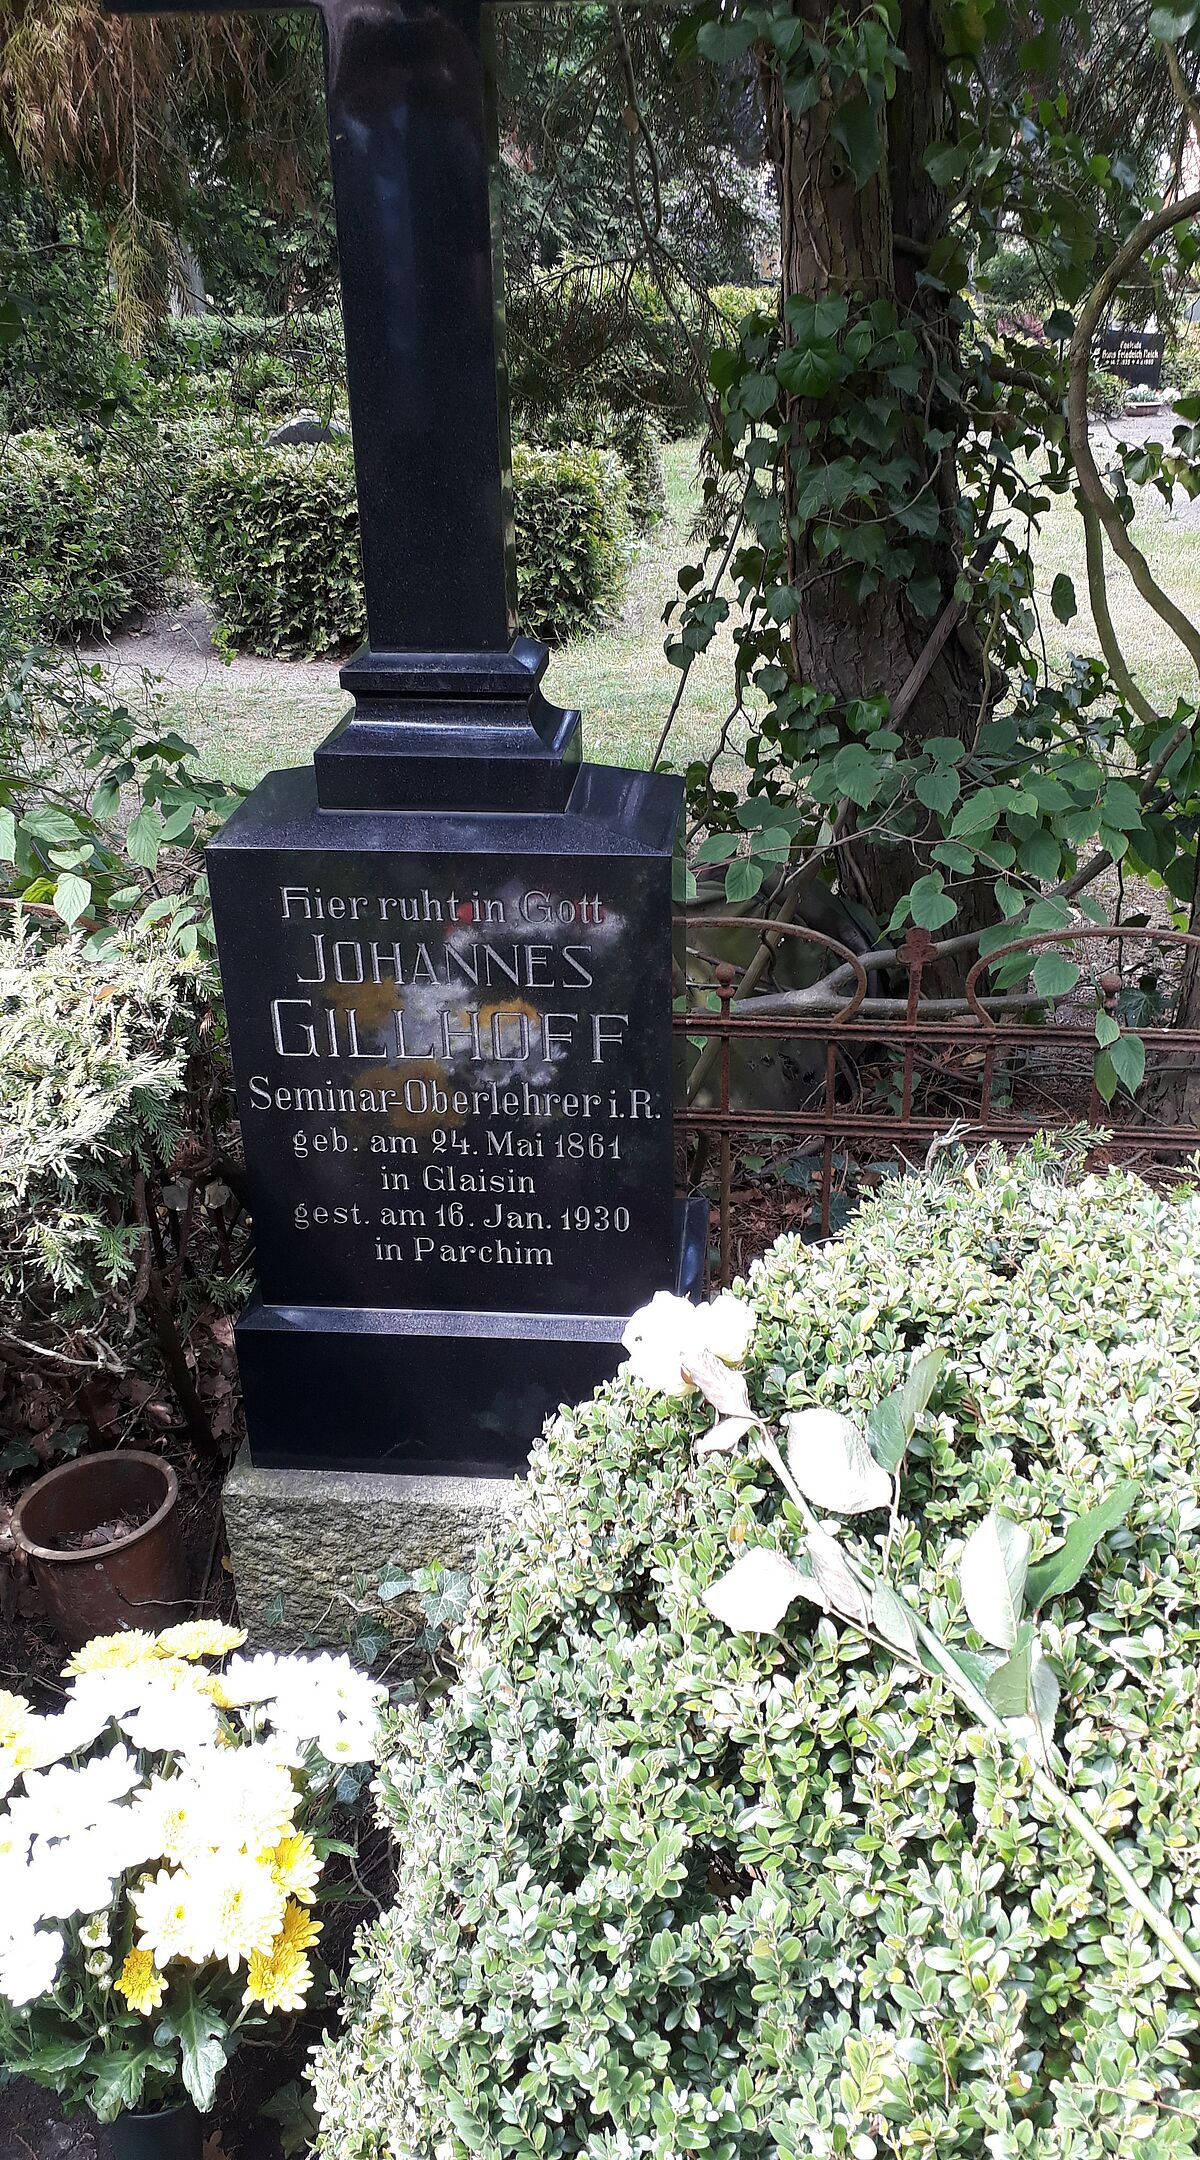 Hier ruht in Gott
JOHANNES
GILLHOFF
Seminar-Oberlehrer i.R.
geb. am 24. Mai 1861
in Glaisin
gest. am 16. Jan. 1930
in Parchim
Friedrich